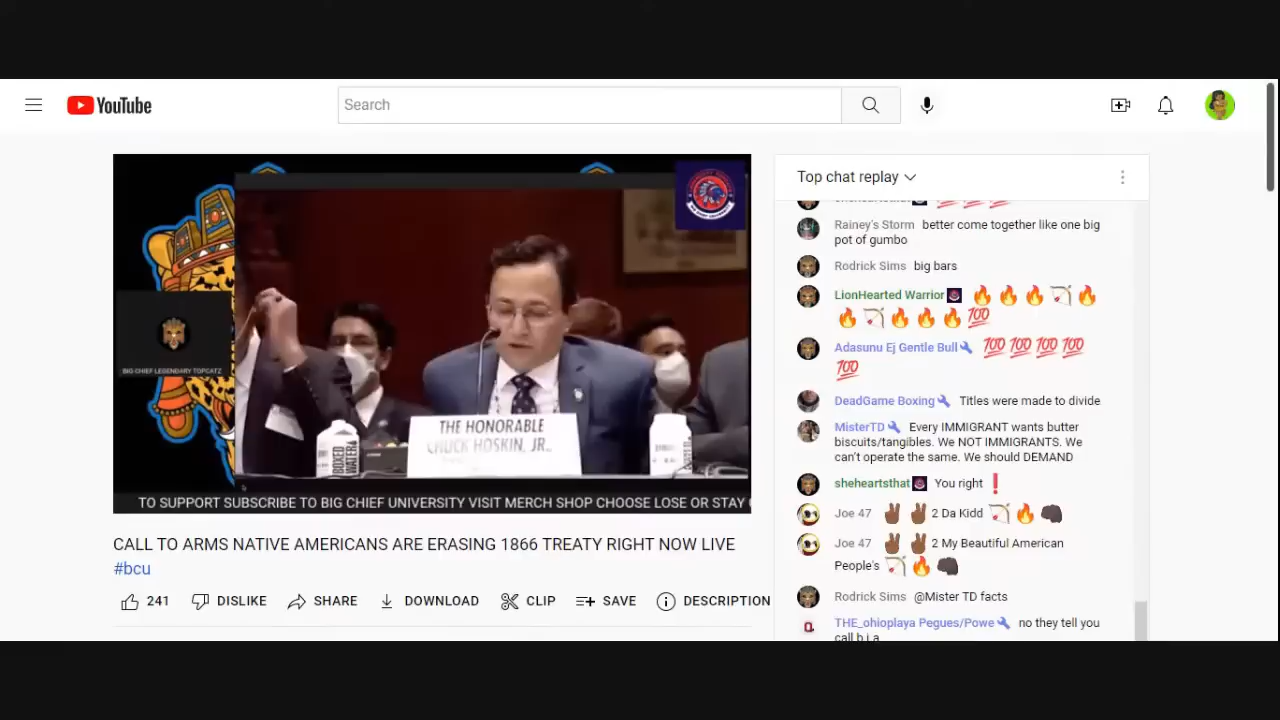 YouTube
Search
THE HONORABLE
CHUCK HOSKIN, JR.
BOXED WATER
BIG CHIEF LEGENDARY TOPCATZ
TO SUPPORT SUBSCRIBE TO BIG CHIEF UNIVERSITY VISIT MERCH SHOP CHOOSE LOSE OR STAY
CALL TO ARMS NATIVE AMERICANS ARE ERASING 1866 TREATY RIGHT NOW LIVE
#bcu
241 DISLIKE SHARE DOWNLOAD CLIP SAVE DESCRIPTION
Top chat replay
Rainey's Storm better come together like one big
pot of gumbo
Rodrick Sims big bars
LionHearted Warrior 🔥🔥🔥🏹🔥
🔥🏹🔥🔥🔥💯
Adasunu Ej Gentle Bull 💯💯💯💯
💯
DeadGame Boxing Titles were made to divide
MisterTD Every IMMIGRANT wants butter
biscuits/tangibles. We NOT IMMIGRANTS. We
can't operate the same. We should DEMAND
sheheartsthat You right ❗
Joe 47 ✌🏾✌🏾 2 Da Kidd 🏹🔥✊🏿
Joe 47 ✌🏾✌🏾 2 My Beautiful American
People's 🏹🔥✊🏿
Rodrick Sims @Mister TD facts
THE_ohioplaya Pegues/Powe no they tell you
call b.i.a